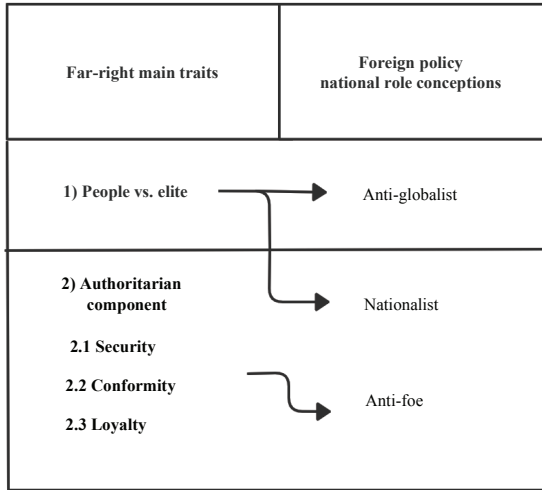 Far-right main traits
Foreign policy
national role conceptions
1) People vs. elite
Anti-globalist
2) Authoritarian
component
Nationalist
2.1 Security
2.2 Conformity
Anti-foe
2.3 Loyalty